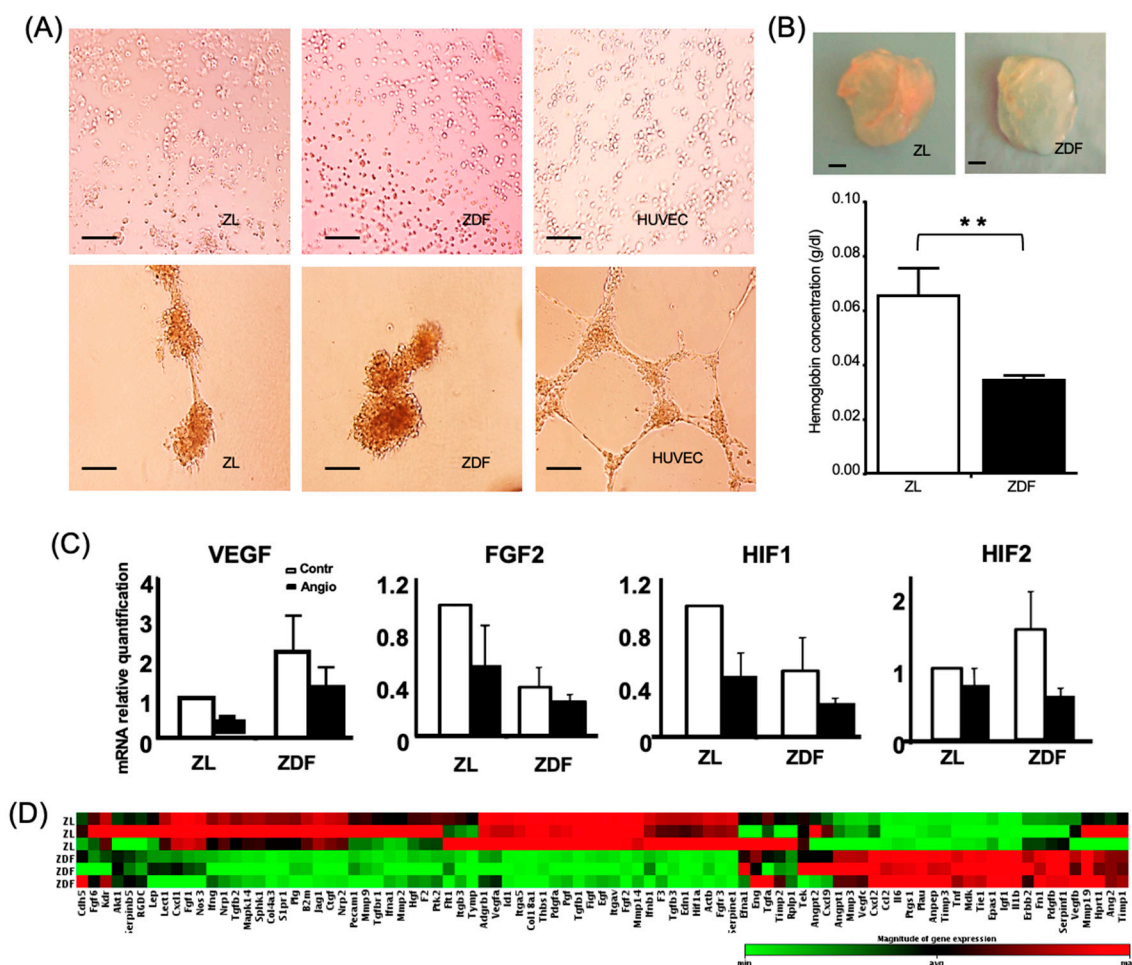 (A)
ZL
ZDF
HUVEC
ZL
ZDF
HUVEC
(B)
ZL
ZDF
Hemoglobin concentration (g/dl)
0.10
0.08
0.06
0.04
0.02
0.00
**
ZL
ZDF
(C)
mRNA relative quantification
VEGF
Contr
Angio
4
3
2
1
0
ZL
ZDF
FGF2
1.2
0.8
0.4
0
ZL
ZDF
HIF1
1.2
0.8
0.4
0
ZL
ZDF
HIF2
2
1
0
ZL
ZDF
(D)
ZL
ZL
ZL
ZDF
ZDF
ZDF
Cdh5
Fgf6
Kdr
Akt1
Serpinb5
Lep
Lect1
Cxcl1
Fgf1
Nos3
Ifng
Nrp1
Tgfb2
Mapk14
Sphk1
Col4a3
S1pr1
Plg
B2m
Jag1
Ctgf
Nrp2
Pecam1
Mmp9
Tgfbr1
Ifna1
Mmp2
Hgf
F2
Ptk2
Flt1
Itgb3
Tymp
Adgrb1
Vegfa
Id1
Itga5
Col18a1
Thbs1
Pdgfa
Pgf
Tgfb1
Figf
Egf
Itgav
Mmp14
Ifnb1
F3
Tgfb3
Edn1
Hif1a
Actb
Fgfr3
Serpine1
Efna1
Eng
Tgfa
Timp2
Rplp1
Tek
Angpt2
Cxcl9
Angpt1
Mmp3
Vegfc
Cxcl2
Ccl2
Il6
Ptgs1
Plau
Anpep
Timp3
Tnf
Mdk
Tie1
Epas1
Igf1
Il1b
Erbb2
Fn1
Pdgfb
Serpinf1
Vegfb
Mmp19
Hprt1
Ang2
Timp1
Magnitude of gene expression
min
avg